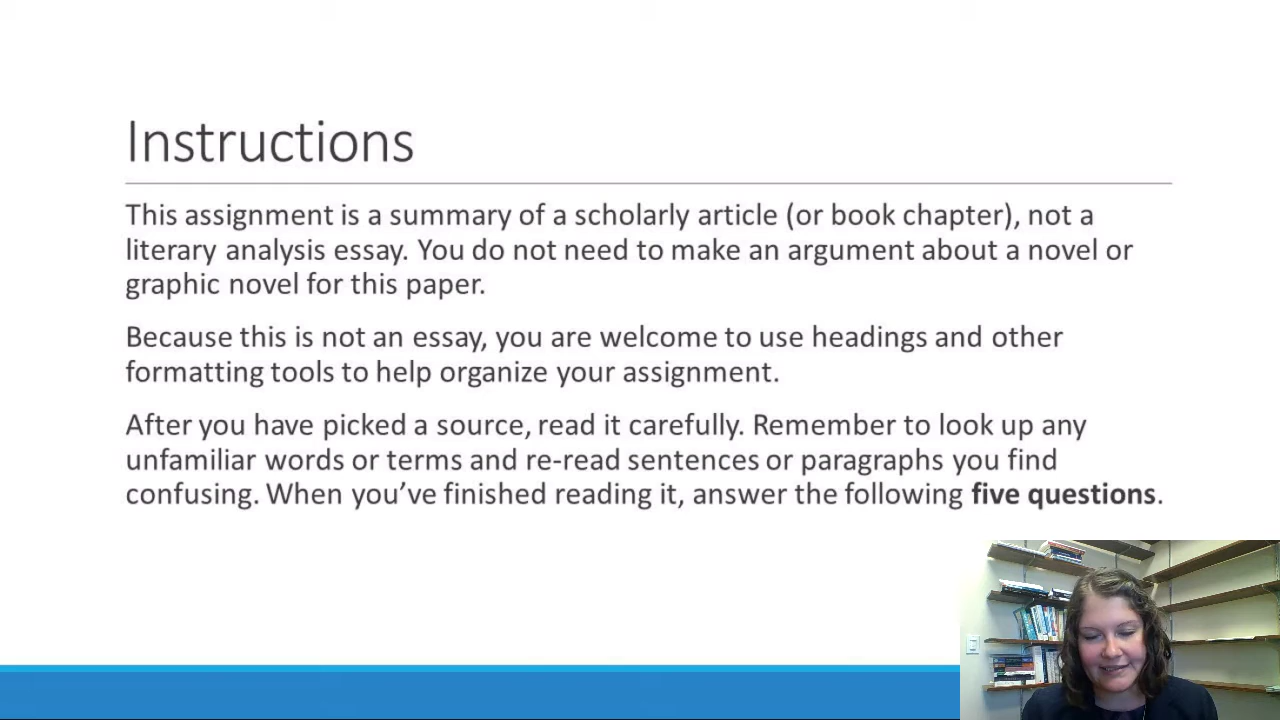 Instructions
This assignment is a summary of a scholarly article (or book chapter), not a
literary analysis essay. You do not need to make an argument about a novel or
graphic novel for this paper.
Because this is not an essay, you are welcome to use headings and other
formatting tools to help organize your assignment.
After you have picked a source, read it carefully. Remember to look up any
unfamiliar words or terms and re-read sentences or paragraphs you find
confusing. When you’ve finished reading it, answer the following five questions.